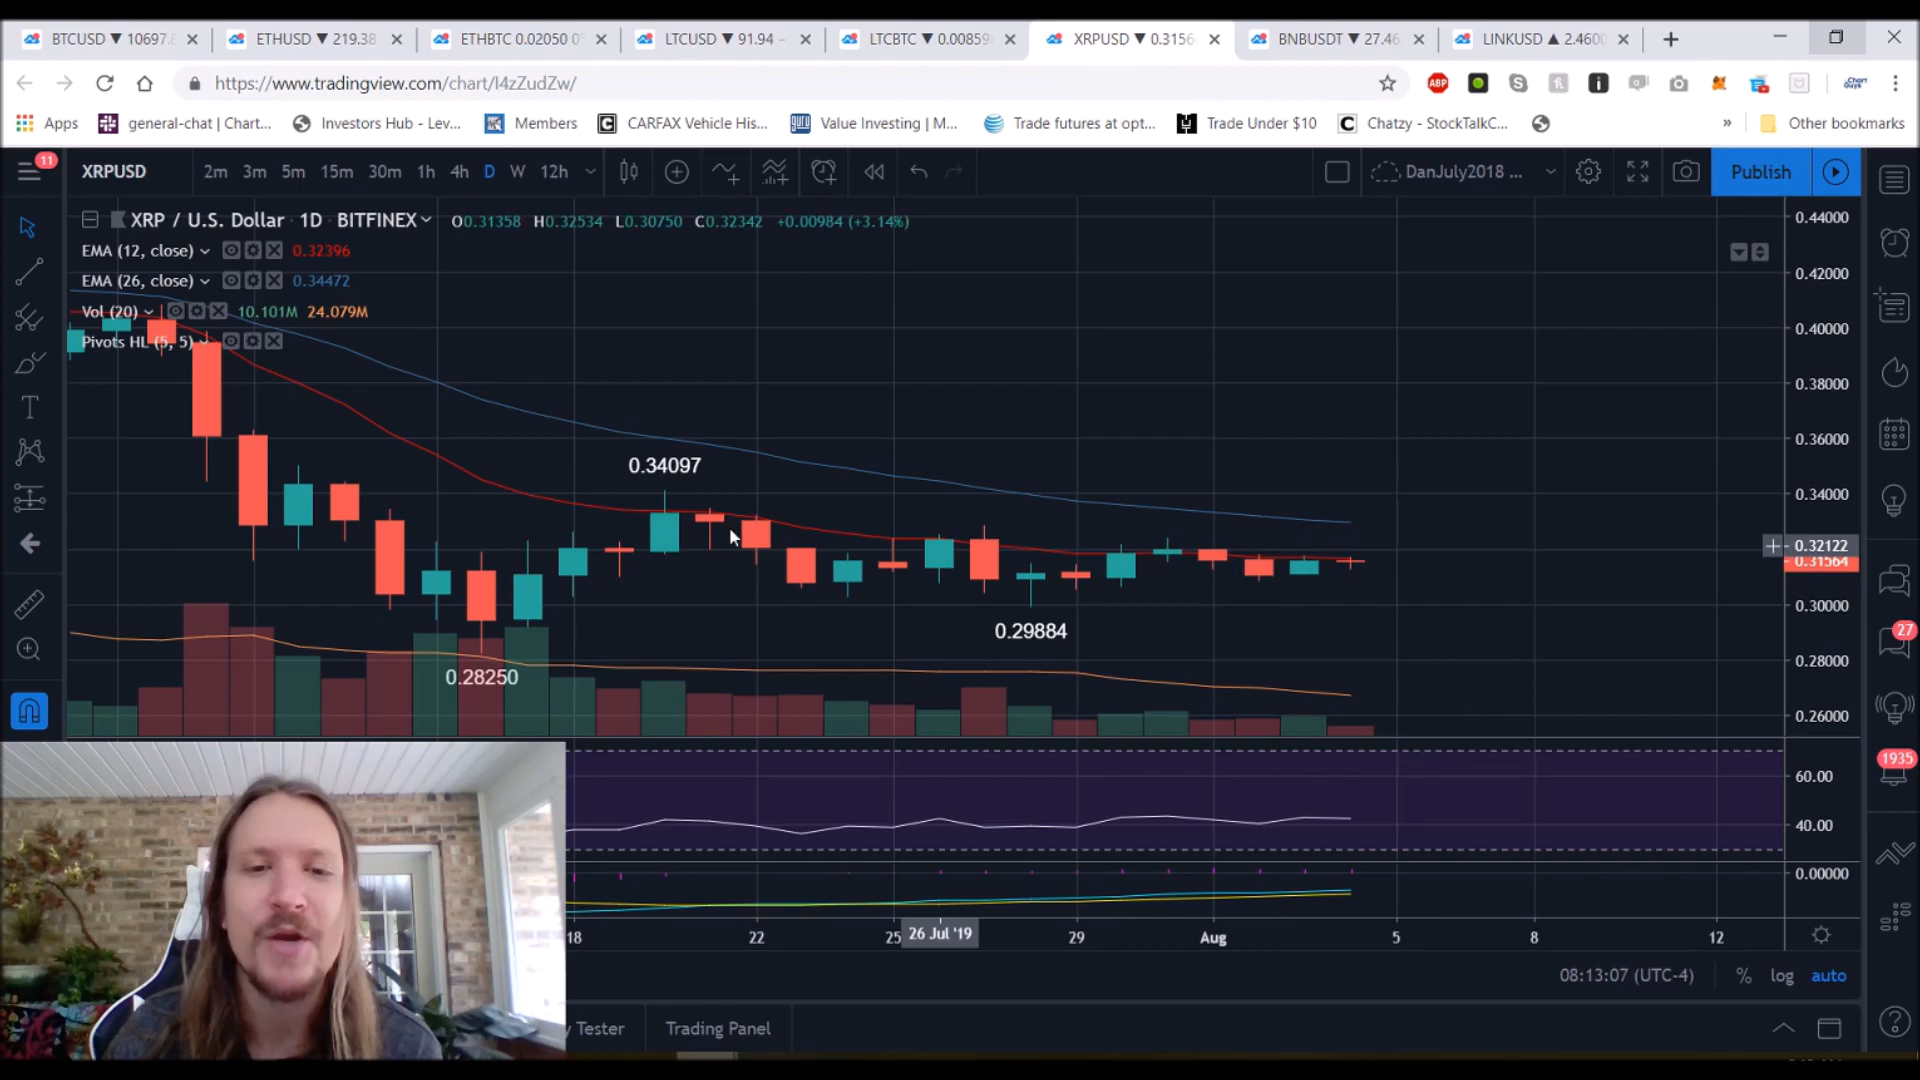 BTCUSD ▼ 10697.8
ETHUSD ▼ 219.38
ETHBTC 0.02050 0
LTCUSD ▼ 91.94 –
LTCBTC ▼ 0.00859
XRPUSD ▼ 0.3156
BNBUSDT ▼ 27.46
LINKUSD ▲ 2.4600
https://www.tradingview.com/chart/I4zZudZw/
ABP
Chart Guys
Apps
general-chat | Chart...
Investors Hub - Lev...
Members
CARFAX Vehicle His...
guru
Value Investing | M...
Trade futures at opt...
Trade Under $10
Chatzy - StockTalkC...
»
Other bookmarks
11
XRPUSD
2m 3m 5m 15m 30m 1h 4h D W 12h
DanJuly2018 ...
Publish
XRP / U.S. Dollar 1D BITFINEX
O0.31358 H0.32534 L0.30750 C0.32342 +0.00984 (+3.14%)
EMA (12, close) 0.32396
EMA (26, close) 0.34472
Vol (20) 10.101M 24.079M
Pivots HL (5, 5)
0.34097
0.28250
0.29884
0.44000
0.42000
0.40000
0.38000
0.36000
0.34000
0.32122
0.31564
0.30000
0.28000
0.26000
60.00
40.00
0.00000
27
1935
18 22 25 26 Jul '19 29 Aug 5 8 12
08:13:07 (UTC-4) % log auto
y Tester
Trading Panel